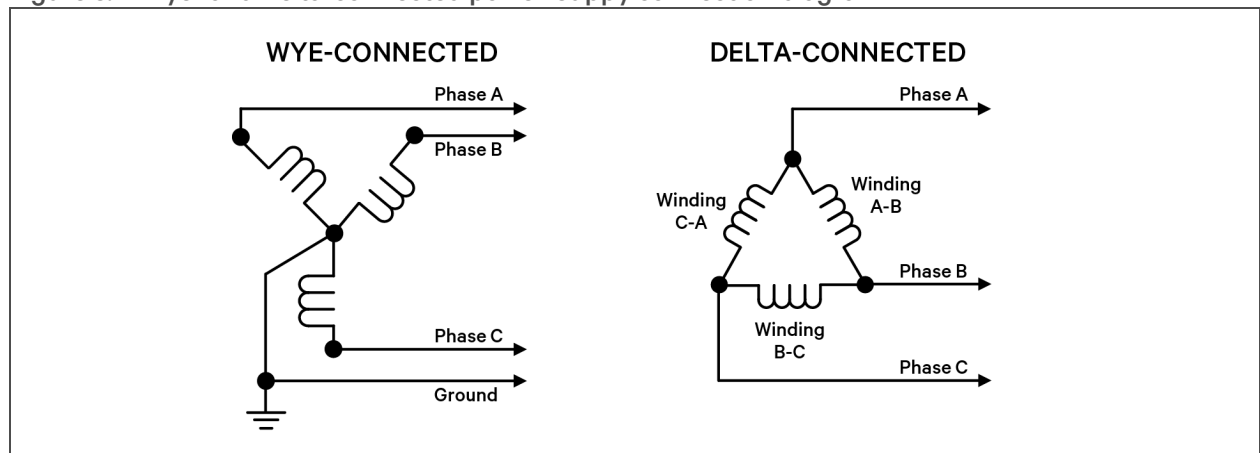 WYE-CONNECTED
Phase A
Phase B
Phase C
Ground
DELTA-CONNECTED
Phase A
Winding
C-A
Winding
A-B
Phase B
Winding
B-C
Phase C